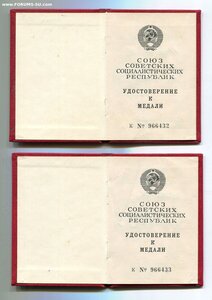 © www.FORUMS-SU.com
СОЮЗ
СОВЕТСКИХ
СОЦИАЛИСТИЧЕСКИХ
РЕСПУБЛИК
УДОСТОВЕРЕНИЕ
К
МЕДАЛИ
К № 966432
СОЮЗ
СОВЕТСКИХ
СОЦИАЛИСТИЧЕСКИХ
РЕСПУБЛИК
УДОСТОВЕРЕНИЕ
К
МЕДАЛИ
К № 966433